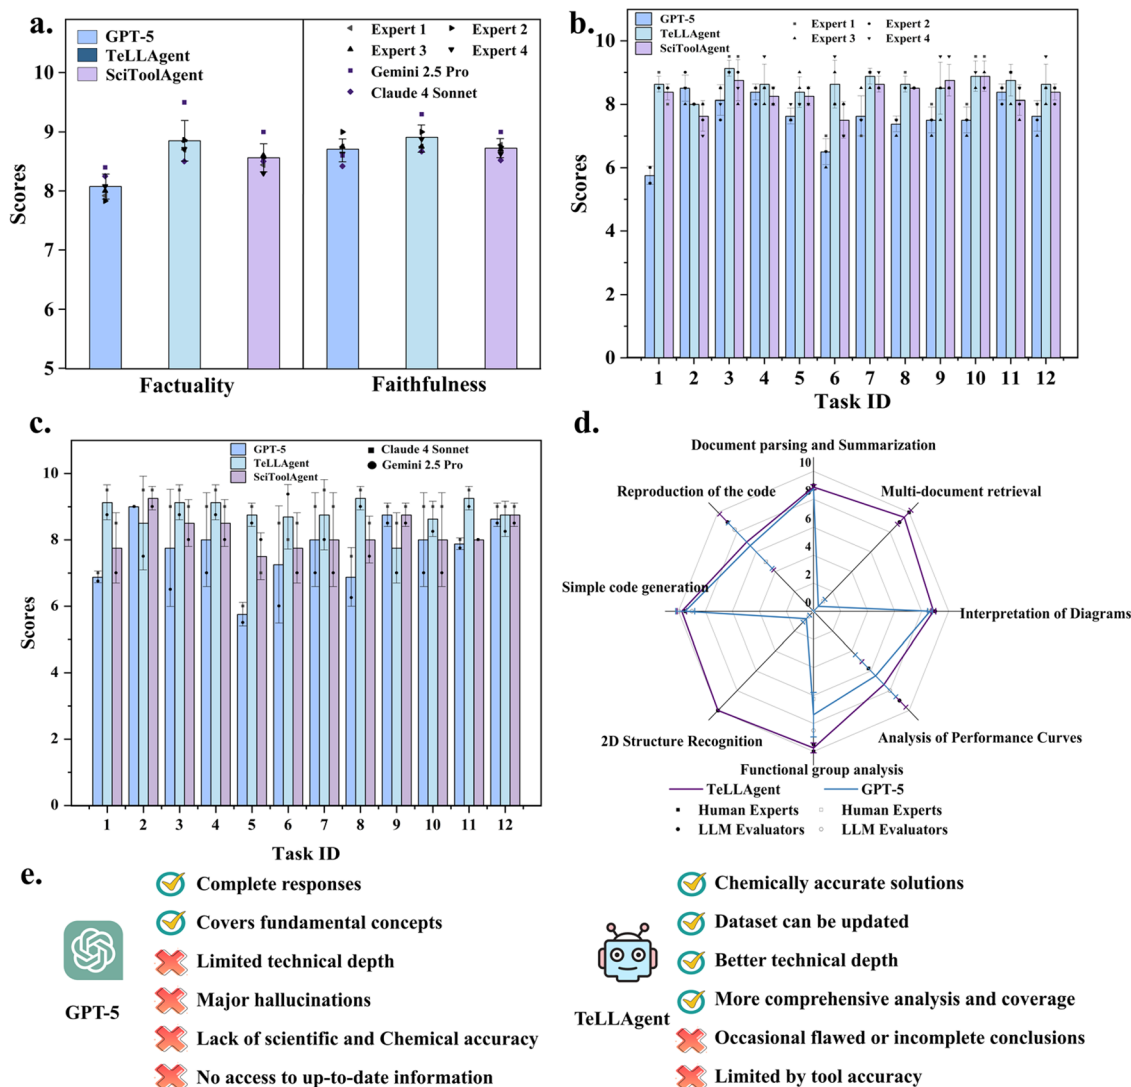 a.
GPT-5
TeLLAgent
SciToolAgent
Expert 1
Expert 2
Expert 3
Expert 4
Gemini 2.5 Pro
Claude 4 Sonnet
10
9
8
7
6
5
Scores
Factuality
Faithfulness
b.
GPT-5
TeLLAgent
SciToolAgent
Expert 1
Expert 2
Expert 3
Expert 4
10
8
6
4
2
0
Scores
1 2 3 4 5 6 7 8 9 10 11 12
Task ID
c.
GPT-5
TeLLAgent
SciToolAgent
Claude 4 Sonnet
Gemini 2.5 Pro
10
8
6
4
2
0
Scores
1 2 3 4 5 6 7 8 9 10 11 12
Task ID
d.
Document parsing and Summarization
Reproduction of the code
Multi-document retrieval
Simple code generation
Interpretation of Diagrams
2D Structure Recognition
Analysis of Performance Curves
Functional group analysis
10
8
6
4
2
0
TeLLAgent
GPT-5
Human Experts
Human Experts
LLM Evaluators
LLM Evaluators
e.
GPT-5
Complete responses
Covers fundamental concepts
Limited technical depth
Major hallucinations
Lack of scientific and Chemical accuracy
No access to up-to-date information
TeLLAgent
Chemically accurate solutions
Dataset can be updated
Better technical depth
More comprehensive analysis and coverage
Occasional flawed or incomplete conclusions
Limited by tool accuracy